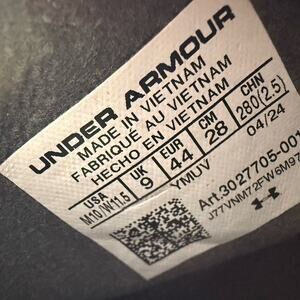 UNDER ARMOUR
MADE IN VIETNAM
FABRIQUÉ AU VIETNAM
HECHO EN VIETNAM
USA UK EUR CM CHN
M10/W11.5 9 44 28 280(2.5)
YMUV 04/24
Art.3027705-001
J77VNM72FW6M97